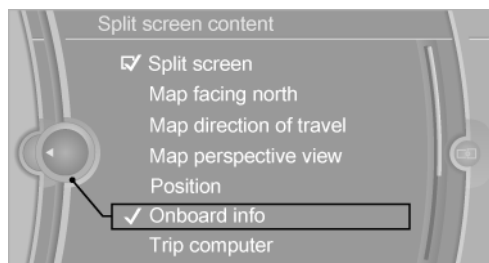 Split screen content
Split screen
Map facing north
Map direction of travel
Map perspective view
Position
Onboard info
Trip computer